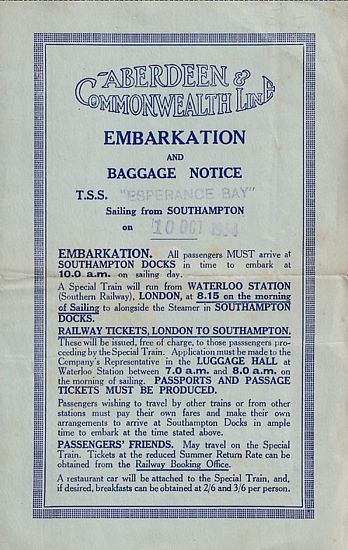 ABERDEEN &
COMMONWEALTH LINE
EMBARKATION
AND
BAGGAGE NOTICE
T.S.S. "ESPERANCE BAY"
Sailing from SOUTHAMPTON
on 10 OCT 1934
EMBARKATION. All passengers MUST arrive at
SOUTHAMPTON DOCKS in time to embark at
10.0 a.m. on sailing day.
A Special Train will run from WATERLOO STATION
(Southern Railway), LONDON, at 8.15 on the morning
of Sailing to alongside the Steamer in SOUTHAMPTON
DOCKS.
RAILWAY TICKETS, LONDON TO SOUTHAMPTON.
These will be issued, free of charge, to those passsengers pro-
ceeding by the Special Train. Application must be made to the
Company's Representative in the LUGGAGE HALL at
Waterloo Station between 7.0 a.m. and 8.0 a.m. on
the morning of sailing. PASSPORTS AND PASSAGE
TICKETS MUST BE PRODUCED.
Passengers wishing to travel by other trains or from other
stations must pay their own fares and make their own
arrangements to arrive at Southampton Docks in ample
time to embark at the time stated above.
PASSENGERS' FRIENDS. May travel on the Special
Train. Tickets at the reduced Summer Return Rate can be
obtained from the Railway Booking Office.
A restaurant car will be attached to the Special Train, and,
if desired, breakfasts can be obtained at 2/6 and 3/6 per person.